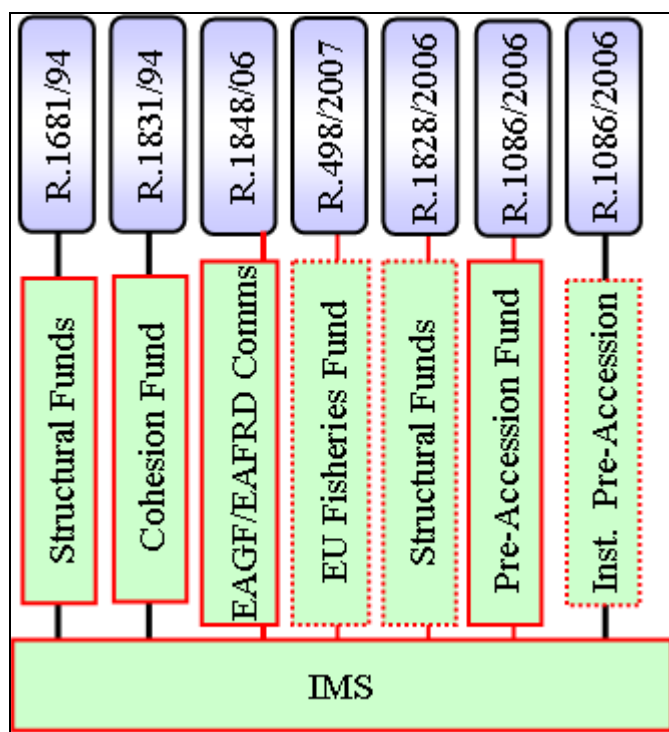 R.1681/94
R.1831/94
R.1848/06
R.498/2007
R.1828/2006
R.1086/2006
R.1086/2006
Structural Funds
Cohesion Fund
EAGF/EAFRD Comms
EU Fisheries Fund
Structural Funds
Pre-Accession Fund
Inst. Pre-Accession
IMS